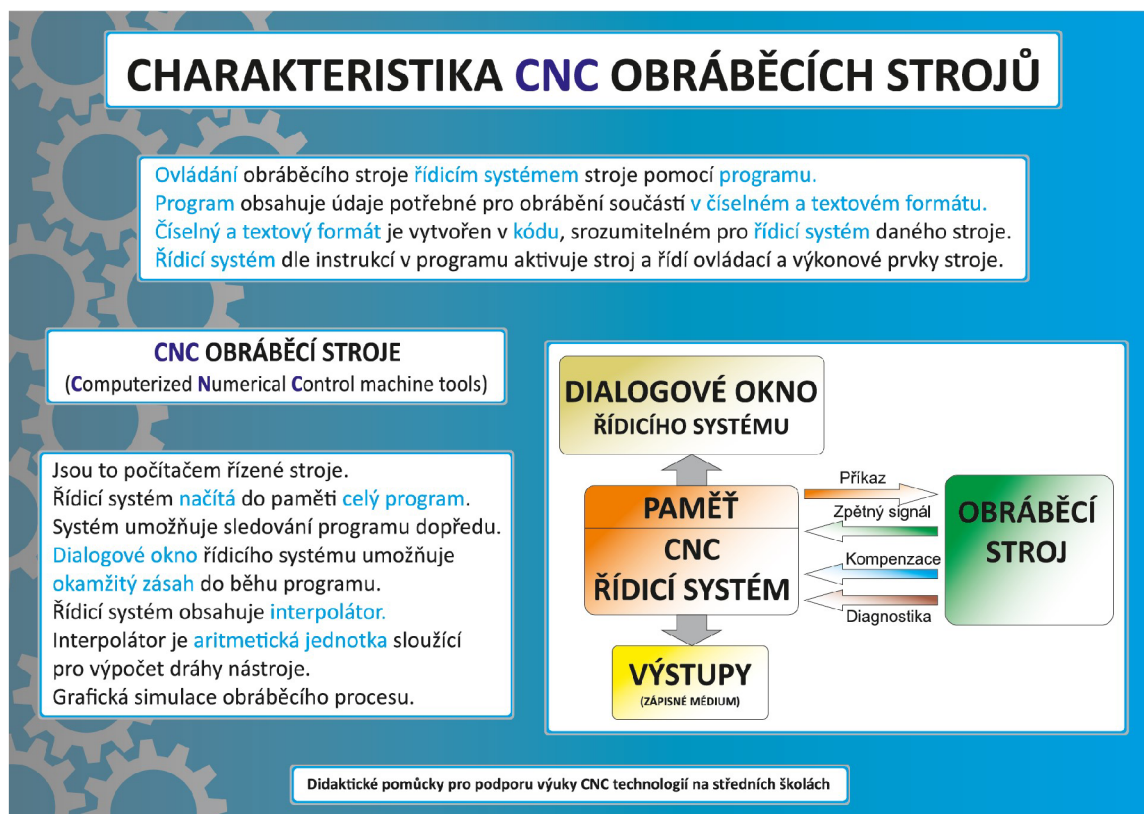 CHARAKTERISTIKA CNC OBRÁBĚCÍCH STROJŮ
Ovládání obráběcího stroje řídicím systémem stroje pomocí programu.
Program obsahuje údaje potřebné pro obrábění součástí v číselném a textovém formátu.
Číselný a textový formát je vytvořen v kódu, srozumitelném pro řídicí systém daného stroje.
Řídicí systém dle instrukcí v programu aktivuje stroj a řídí ovládací a výkonové prvky stroje.
CNC OBRÁBĚCÍ STROJE
(Computerized Numerical Control machine tools)
Jsou to počítačem řízené stroje.
Řídicí systém načítá do paměti celý program.
Systém umožňuje sledování programu dopředu.
Dialogové okno řídicího systému umožňuje
okamžitý zásah do běhu programu.
Řídicí systém obsahuje interpolátor.
Interpolátor je aritmetická jednotka sloužící
pro výpočet dráhy nástroje.
Grafická simulace obráběcího procesu.
DIALOGOVÉ OKNO
ŘÍDICÍHO SYSTÉMU
PAMĚŤ
CNC
ŘÍDICÍ SYSTÉM
Příkaz
Zpětný signál
Kompenzace
Diagnostika
OBRÁBĚCÍ
STROJ
VÝSTUPY
(ZÁPISNÉ MÉDIUM)
Didaktické pomůcky pro podporu výuky CNC technologií na středních školách